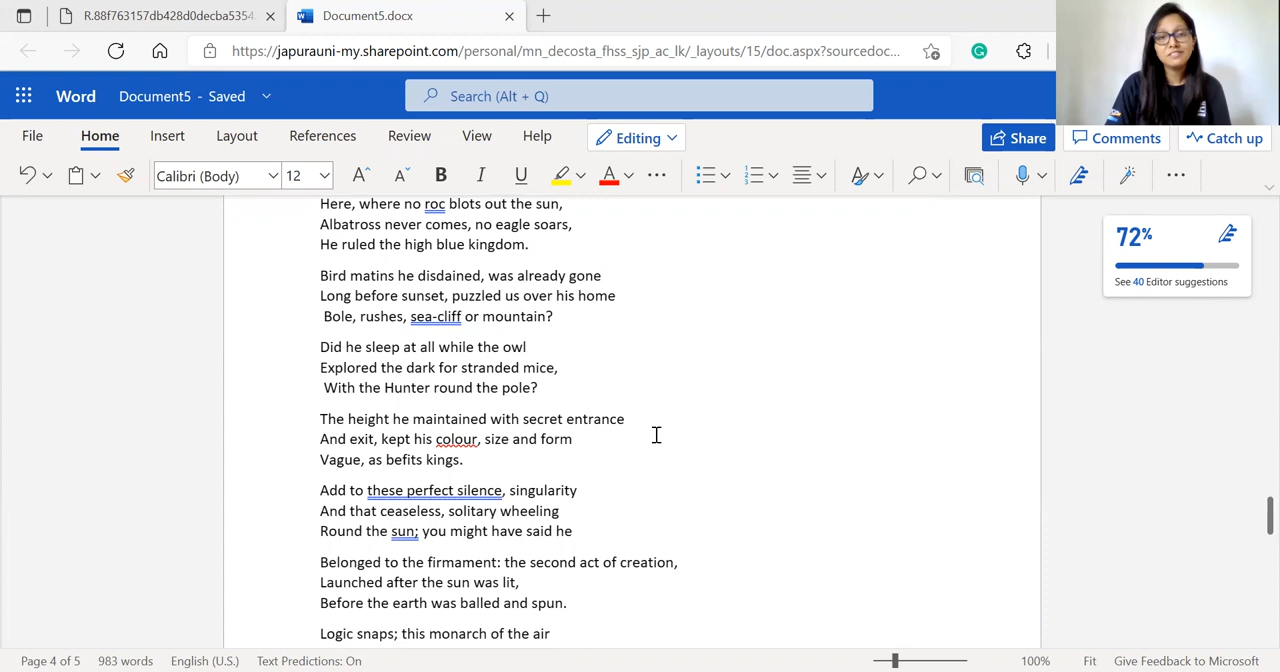 R.88f763157db428d0decba5354
Document5.docx
https://japurauni-my.sharepoint.com/personal/mn_decosta_fhss_sjp_ac_lk/_layouts/15/doc.aspx?sourcedoc...
Word
Document5 - Saved
Search (Alt + Q)
File
Home
Insert
Layout
References
Review
View
Help
Editing
Share
Comments
Catch up
Calibri (Body)
12
Here, where no roc blots out the sun,
Albatross never comes, no eagle soars,
He ruled the high blue kingdom.
Bird matins he disdained, was already gone
Long before sunset, puzzled us over his home
Bole, rushes, sea-cliff or mountain?
Did he sleep at all while the owl
Explored the dark for stranded mice,
With the Hunter round the pole?
The height he maintained with secret entrance
And exit, kept his colour, size and form
Vague, as befits kings.
Add to these perfect silence, singularity
And that ceaseless, solitary wheeling
Round the sun; you might have said he
Belonged to the firmament: the second act of creation,
Launched after the sun was lit,
Before the earth was balled and spun.
Logic snaps; this monarch of the air
72%
See 40 Editor suggestions
Page 4 of 5
983 words
English (U.S.)
Text Predictions: On
100%
Fit
Give Feedback to Microsoft